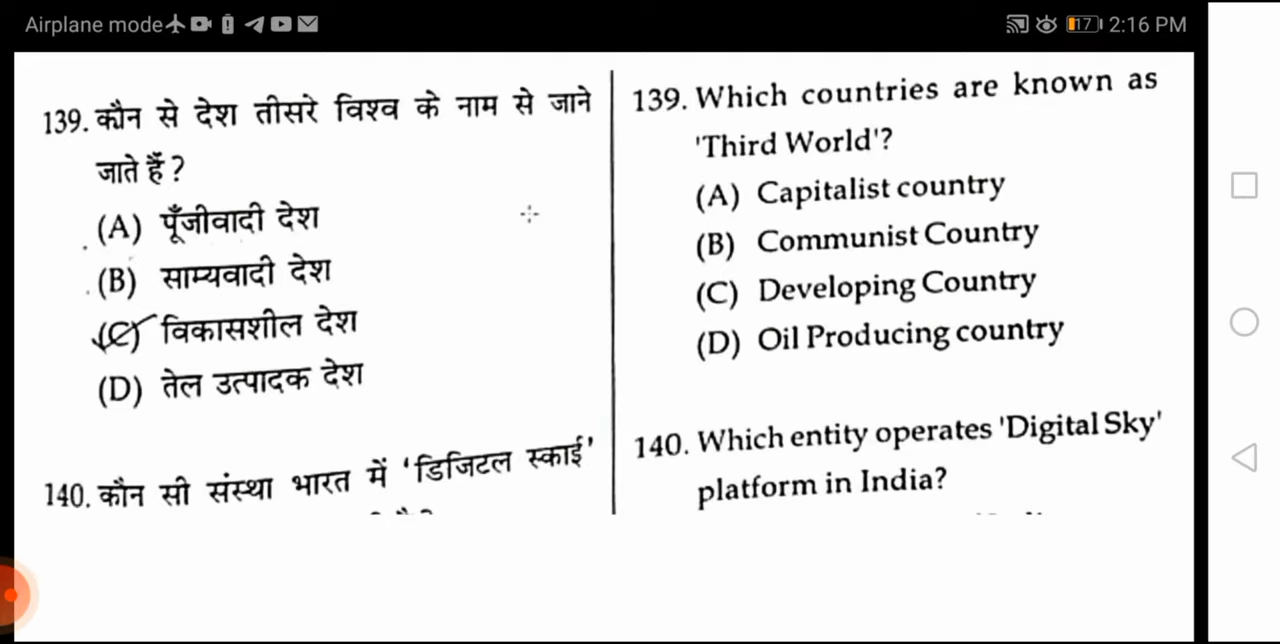 Airplane mode
17 2:16 PM
139. कौन से देश तीसरे विश्व के नाम से जाने
जाते हैं ?
(A) पूँजीवादी देश
(B) साम्यवादी देश
(C) विकासशील देश
(D) तेल उत्पादक देश
140. कौन सी संस्था भारत में 'डिजिटल स्काई'
139. Which countries are known as
'Third World'?
(A) Capitalist country
(B) Communist Country
(C) Developing Country
(D) Oil Producing country
140. Which entity operates 'Digital Sky'
platform in India?